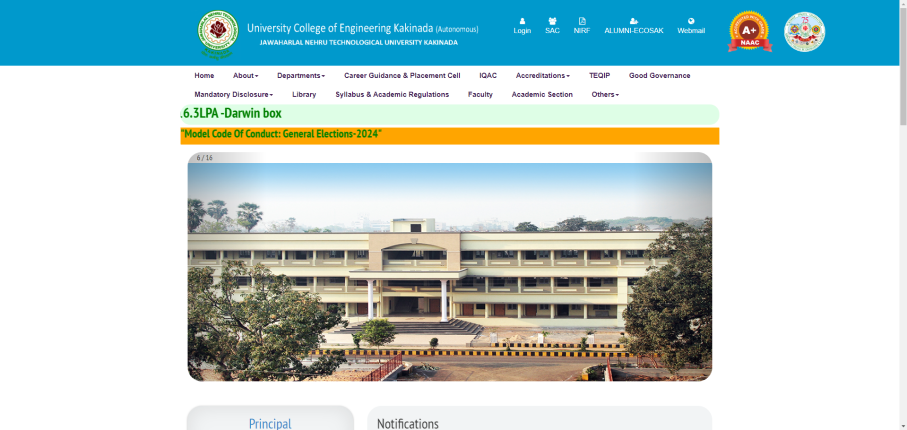 University College of Engineering Kakinada (Autonomous)
JAWAHARLAL NEHRU TECHNOLOGICAL UNIVERSITY KAKINADA
Login SAC NIRF ALUMNI-ECOSAK Webmail
A+
NAAC
75
Home About Departments Career Guidance & Placement Cell IQAC Accreditations TEQIP Good Governance
Mandatory Disclosure Library Syllabus & Academic Regulations Faculty Academic Section Others
.6.3LPA -Darwin box
"Model Code Of Conduct: General Elections-2024"
6 / 16
Principal
Notifications